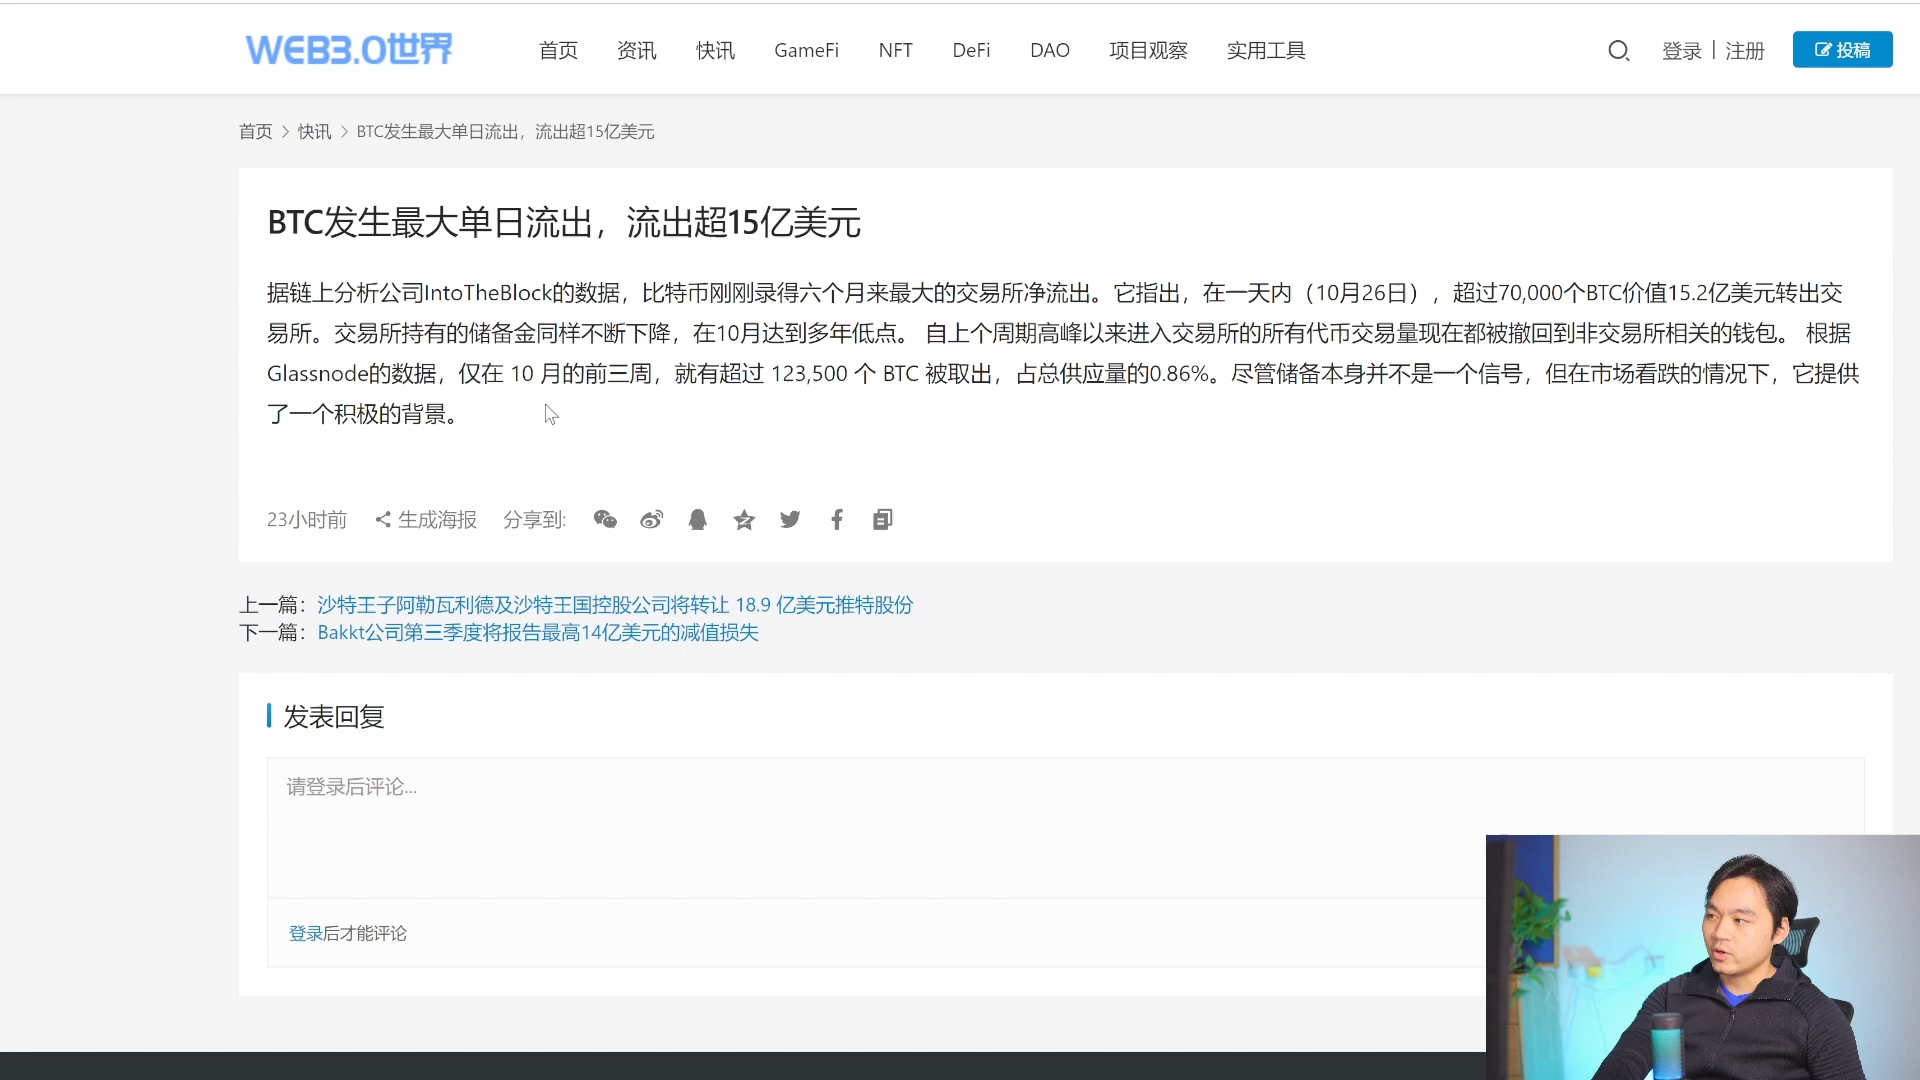 WEB3.0世界
首页 资讯 快讯 GameFi NFT DeFi DAO 项目观察 实用工具 登录 | 注册 投稿
首页 > 快讯 > BTC发生最大单日流出，流出超15亿美元
BTC发生最大单日流出，流出超15亿美元
据链上分析公司IntoTheBlock的数据，比特币刚刚录得六个月来最大的交易所净流出。它指出，在一天内（10月26日），超过70,000个BTC价值15.2亿美元转出交
易所。交易所持有的储备金同样不断下降，在10月达到多年低点。 自上个周期高峰以来进入交易所的所有代币交易量现在都被撤回到非交易所相关的钱包。 根据
Glassnode的数据，仅在 10 月的前三周，就有超过 123,500 个 BTC 被取出，占总供应量的0.86%。尽管储备本身并不是一个信号，但在市场看跌的情况下，它提供
了一个积极的背景。
23小时前 生成海报 分享到:
上一篇：沙特王子阿勒瓦利德及沙特王国控股公司将转让 18.9 亿美元推特股份
下一篇：Bakkt公司第三季度将报告最高14亿美元的减值损失
发表回复
请登录后评论...
登录后才能评论